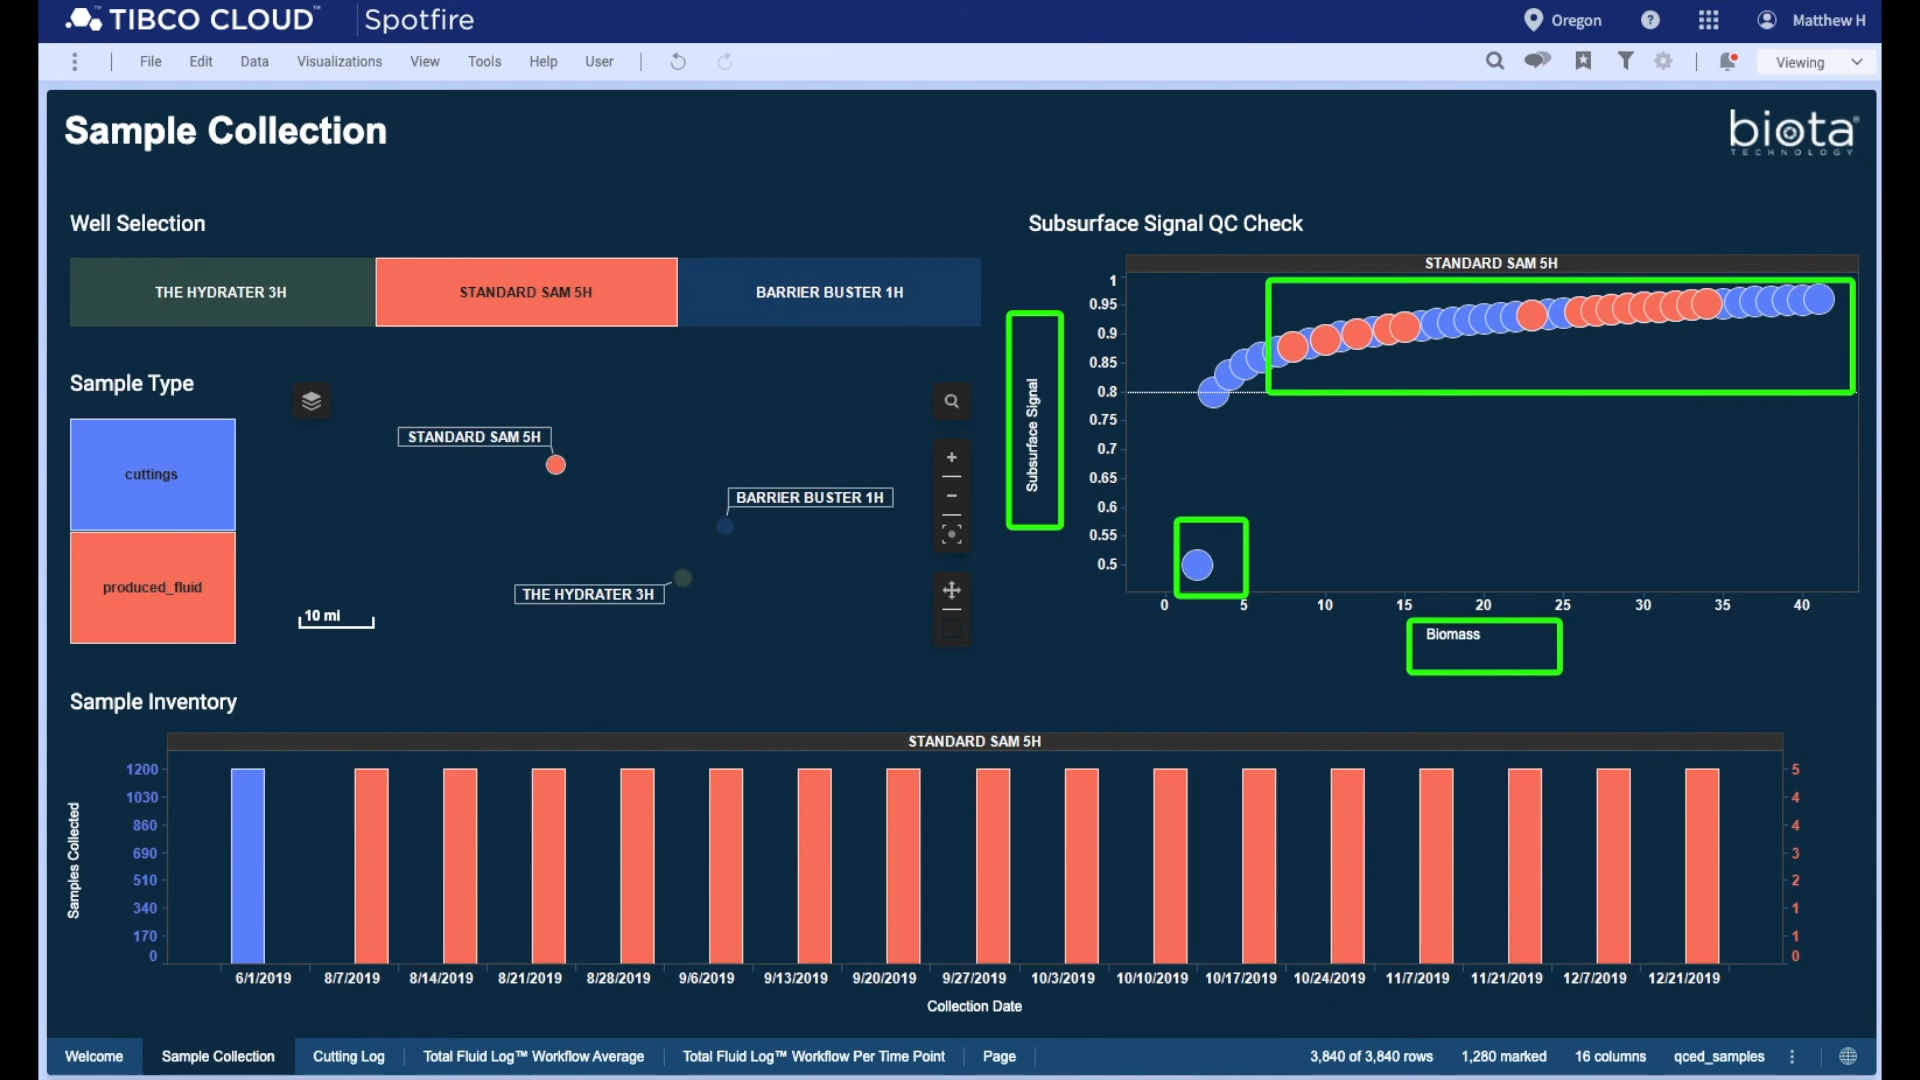 TIBCO CLOUD™ Spotfire Oregon ? Matthew H
File Edit Data Visualizations View Tools Help User Viewing
Sample Collection
biota
TECHNOLOGY
Well Selection
THE HYDRATER 3H STANDARD SAM 5H BARRIER BUSTER 1H
Sample Type
cuttings
produced_fluid
STANDARD SAM 5H
BARRIER BUSTER 1H
THE HYDRATER 3H
10 mi
Subsurface Signal QC Check
STANDARD SAM 5H
Subsurface Signal
1
0.95
0.9
0.85
0.8
0.75
0.7
0.65
0.6
0.55
0.5
0 5 10 15 20 25 30 35 40
Biomass
Sample Inventory
STANDARD SAM 5H
Samples Collected
1200
1030
860
690
510
340
170
0
5
4
4
3
2
1
1
0
6/1/2019 8/7/2019 8/14/2019 8/21/2019 8/28/2019 9/6/2019 9/13/2019 9/20/2019 9/27/2019 10/3/2019 10/10/2019 10/17/2019 10/24/2019 11/7/2019 11/21/2019 12/7/2019 12/21/2019
Collection Date
Welcome Sample Collection Cutting Log Total Fluid Log™ Workflow Average Total Fluid Log™ Workflow Per Time Point Page 3,840 of 3,840 rows 1,280 marked 16 columns qced_samples